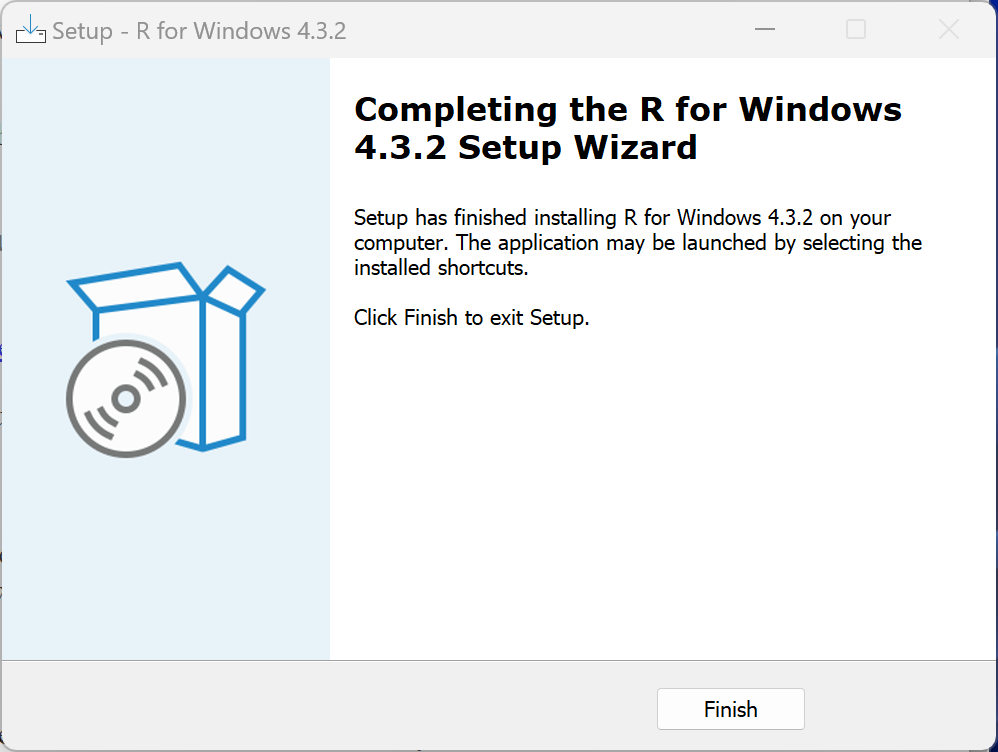 Setup - R for Windows 4.3.2
Completing the R for Windows
4.3.2 Setup Wizard
Setup has finished installing R for Windows 4.3.2 on your
computer. The application may be launched by selecting the
installed shortcuts.
Click Finish to exit Setup.
Finish